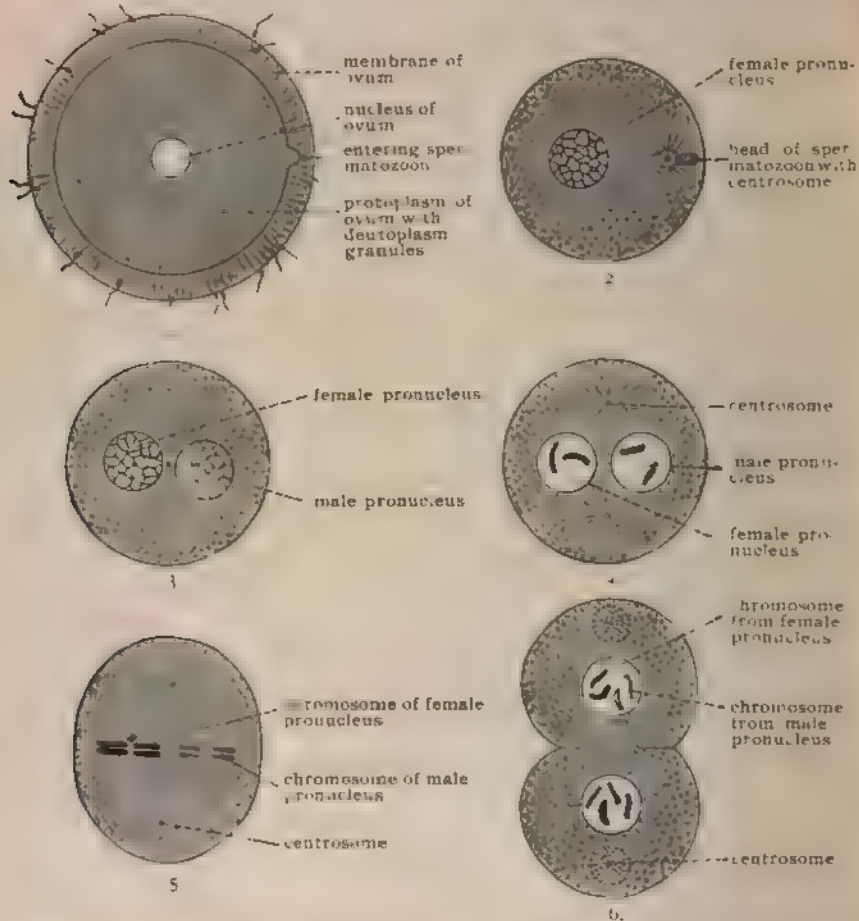 membrane of
ovum
nucleus of
ovum
entering sper
matozoon
protoplasm of
ovum with
deutoplasm
granules
female pronu-
cleus
head of sper
matozoon with
centrosome
2
female pronucleus
male pronucleus
3
centrosome
male pronu-
cleus
female pro-
nucleus
4
chromosome of female
pronucleus
chromosome of male
pronucleus
centrosome
5
chromosome
from female
pronucleus
chromosome
from male
pronucleus
centrosome
6.